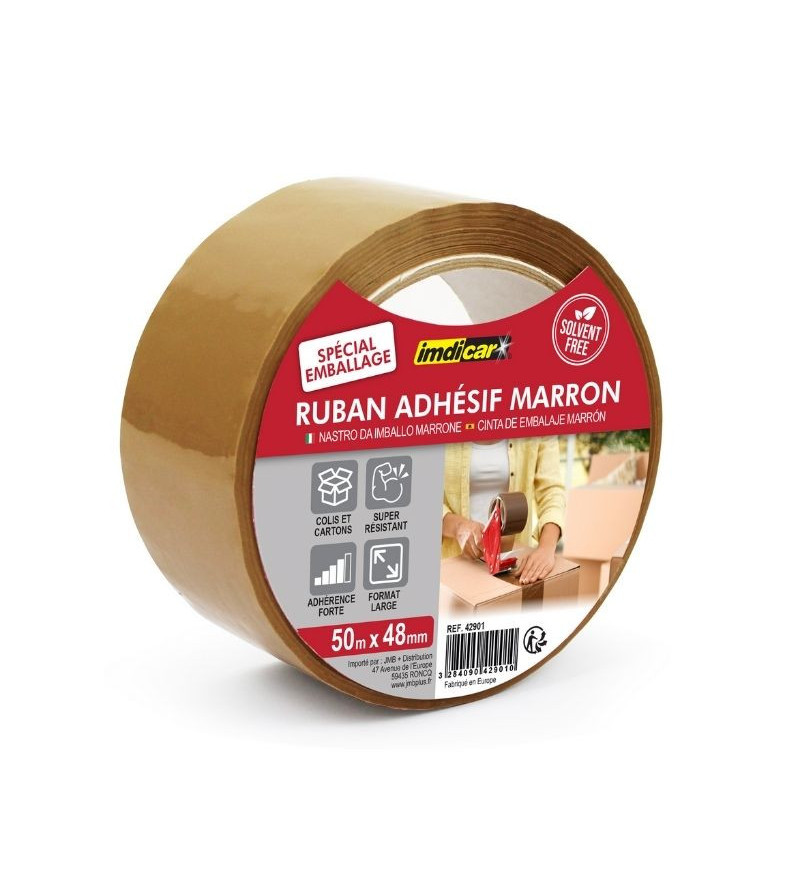 SPÉCIAL
EMBALLAGE
imdicar
SOLVENT
FREE
RUBAN ADHÉSIF MARRON
NASTRO DA IMBALLO MARRONE CINTA DE EMBALAJE MARRÓN
COLIS ET
CARTONS
SUPER
RÉSISTANT
ADHÉRENCE
FORTE
FORMAT
LARGE
50m x 48mm
Importé par : JMB + Distribution
47 Avenue de l'Europe
59435 RONCQ
www.jmbplus.com
REF. 42901
3 284090 429010
Fabriqué en Europe